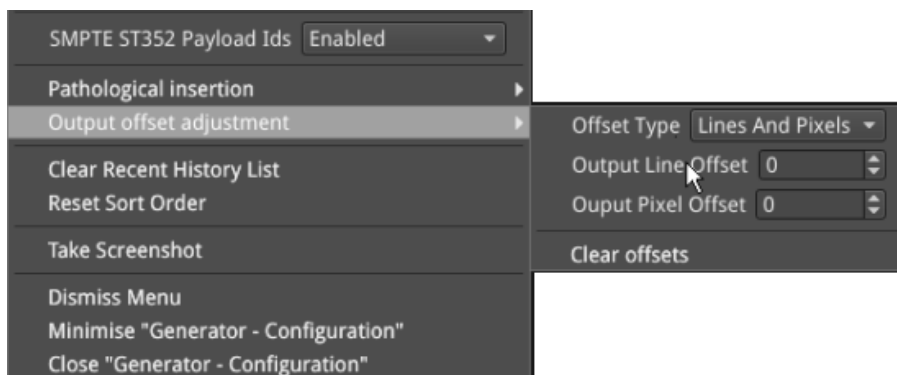 SMPTE ST352 Payload Ids Enabled
Pathological insertion
Output offset adjustment
Clear Recent History List
Reset Sort Order
Take Screenshot
Dismiss Menu
Minimise "Generator - Configuration"
Close "Generator - Configuration"
Offset Type Lines And Pixels
Output Line Offset 0
Ouput Pixel Offset 0
Clear offsets